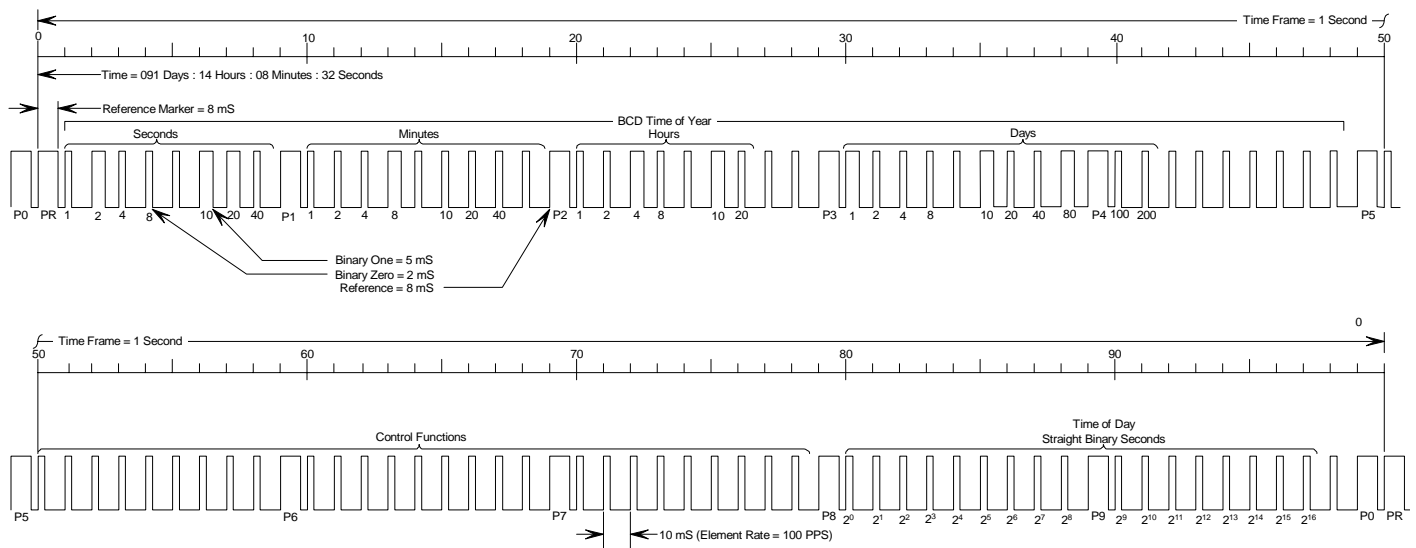 Time Frame = 1 Second
0 10 20 30 40 50
Time = 091 Days : 14 Hours : 08 Minutes : 32 Seconds
Reference Marker = 8 mS
BCD Time of Year
Seconds Minutes Hours Days
P0 PR 1 2 4 8 10 20 40 P1 1 2 4 8 10 20 40 P2 1 2 4 8 10 20 P3 1 2 4 8 10 20 40 80 P4 100 200 P5
Binary One = 5 mS
Binary Zero = 2 mS
Reference = 8 mS
0
Time Frame = 1 Second
50 60 70 80 90
Time of Day
Control Functions Straight Binary Seconds
P5 P6 P7 P8 2⁰ 2¹ 2² 2³ 2⁴ 2⁵ 2⁶ 2⁷ 2⁸ P9 2⁹ 2¹⁰ 2¹¹ 2¹² 2¹³ 2¹⁴ 2¹⁵ 2¹⁶ P0 PR
10 mS (Element Rate = 100 PPS)